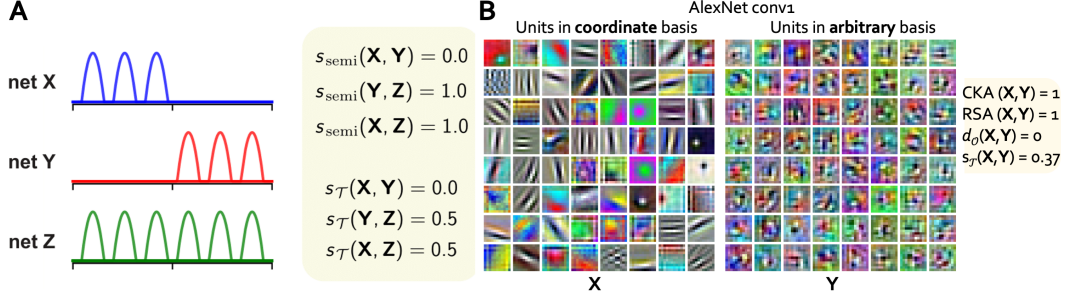 A
net X
net Y
net Z
s_semi(X, Y) = 0.0
s_semi(Y, Z) = 1.0
s_semi(X, Z) = 1.0
s_𝒯(X, Y) = 0.0
s_𝒯(Y, Z) = 0.5
s_𝒯(X, Z) = 0.5
B
AlexNet conv1
Units in coordinate basis
Units in arbitrary basis
X
Y
CKA (X,Y) = 1
RSA (X,Y) = 1
d_𝒪(X,Y) = 0
s_𝒯(X,Y) = 0.37